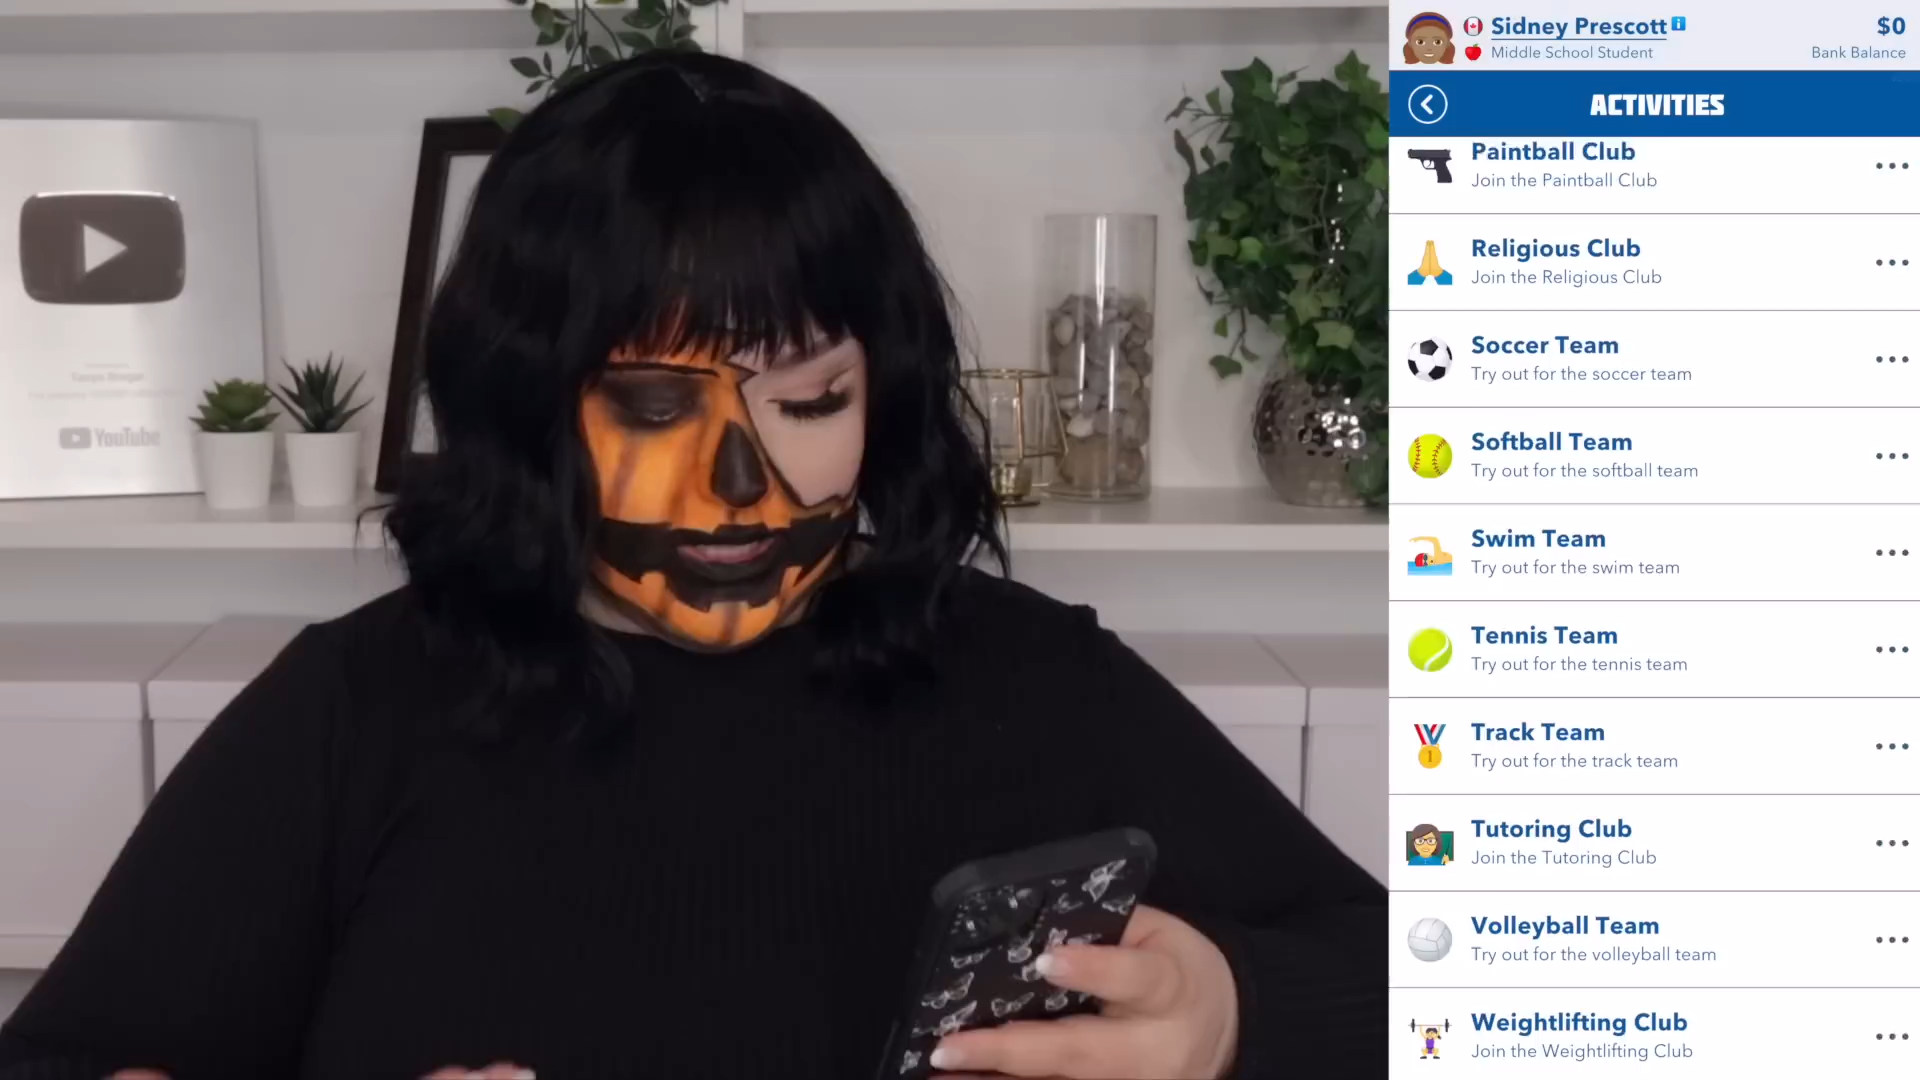 Sidney Prescott
Middle School Student
$0
Bank Balance
ACTIVITIES
Paintball Club
Join the Paintball Club
Religious Club
Join the Religious Club
Soccer Team
Try out for the soccer team
Softball Team
Try out for the softball team
Swim Team
Try out for the swim team
Tennis Team
Try out for the tennis team
Track Team
Try out for the track team
1
Tutoring Club
Join the Tutoring Club
Volleyball Team
Try out for the volleyball team
Weightlifting Club
Join the Weightlifting Club
YouTube